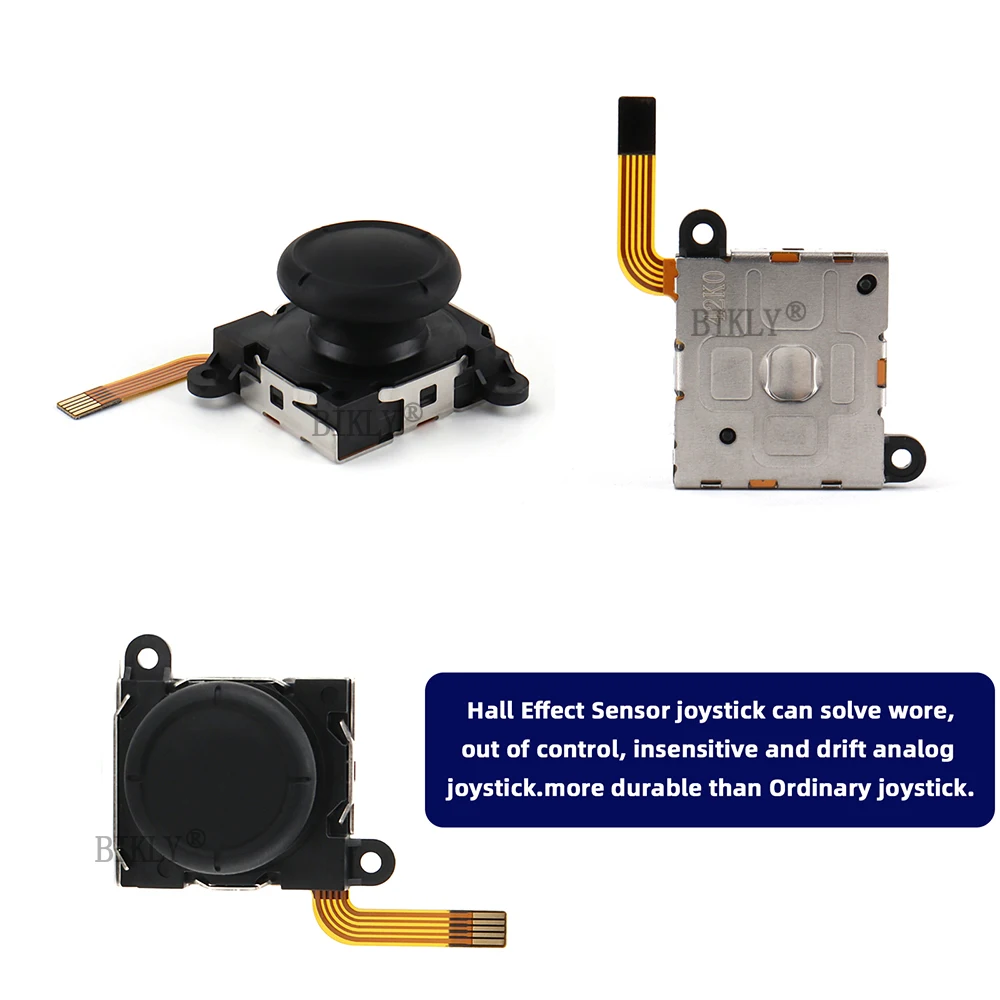 BIKLY®
42K0
BIKLY®
BIKLY®
Hall Effect Sensor joystick can solve wore,
out of control, insensitive and drift analog
joystick.more durable than Ordinary joystick.